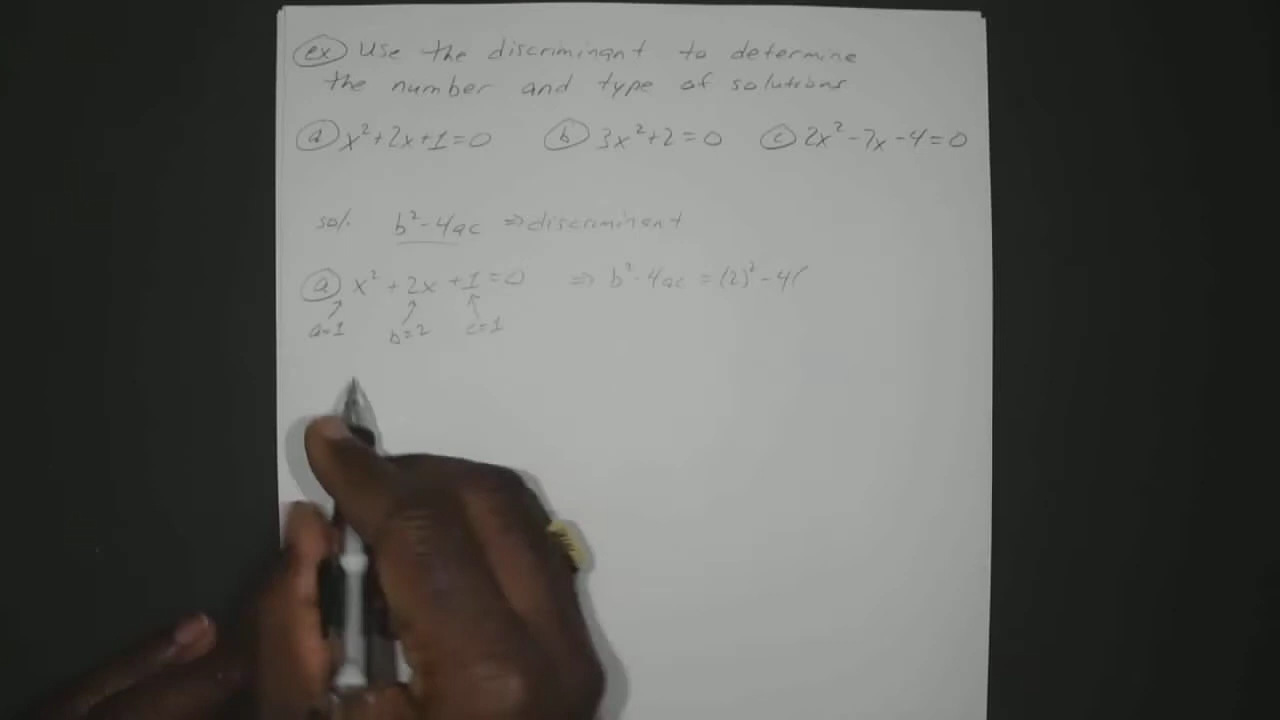 ex Use the discriminant to determine
the number and type of solutions
a x² + 2x + 1 = 0 b 3x² + 2 = 0 c 2x² - 7x - 4 = 0
sol. b² - 4ac ⇒ discriminant
a x² + 2x + 1 = 0 ⇒ b² - 4ac = (2)² - 4(
a=1 b=2 c=1